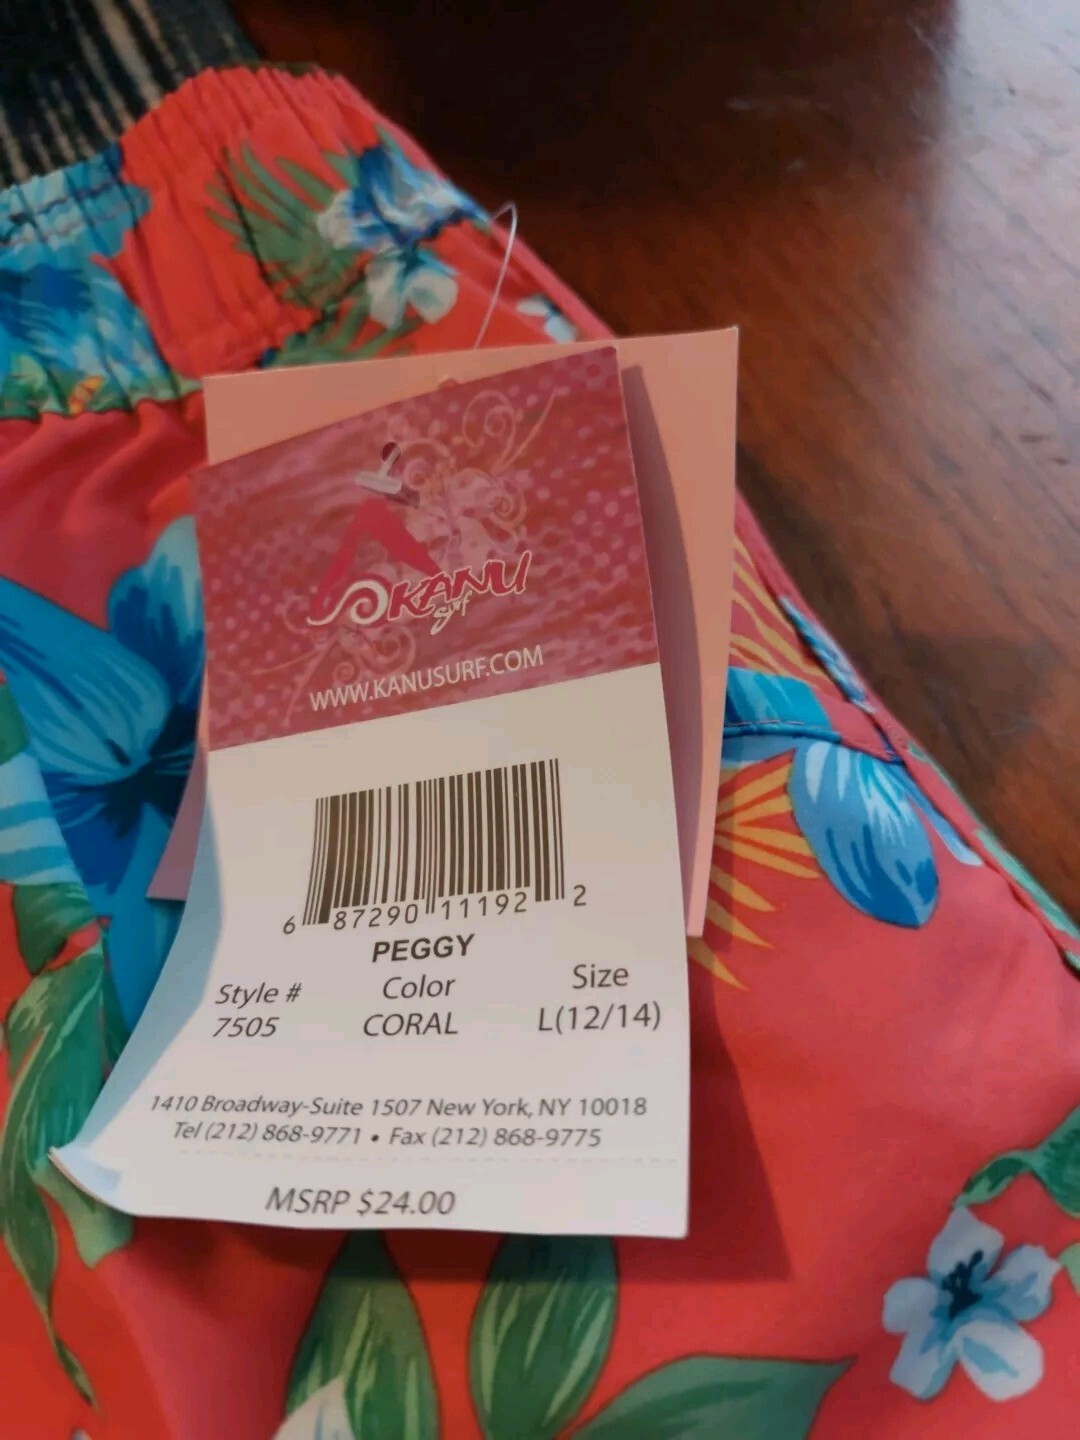 KANU
Surf
WWW.KANUSURF.COM
6 87290 11192 2
PEGGY
Style # Color Size
7505 CORAL L(12/14)
1410 Broadway-Suite 1507 New York, NY 10018
Tel (212) 868-9771 • Fax (212) 868-9775
MSRP $24.00